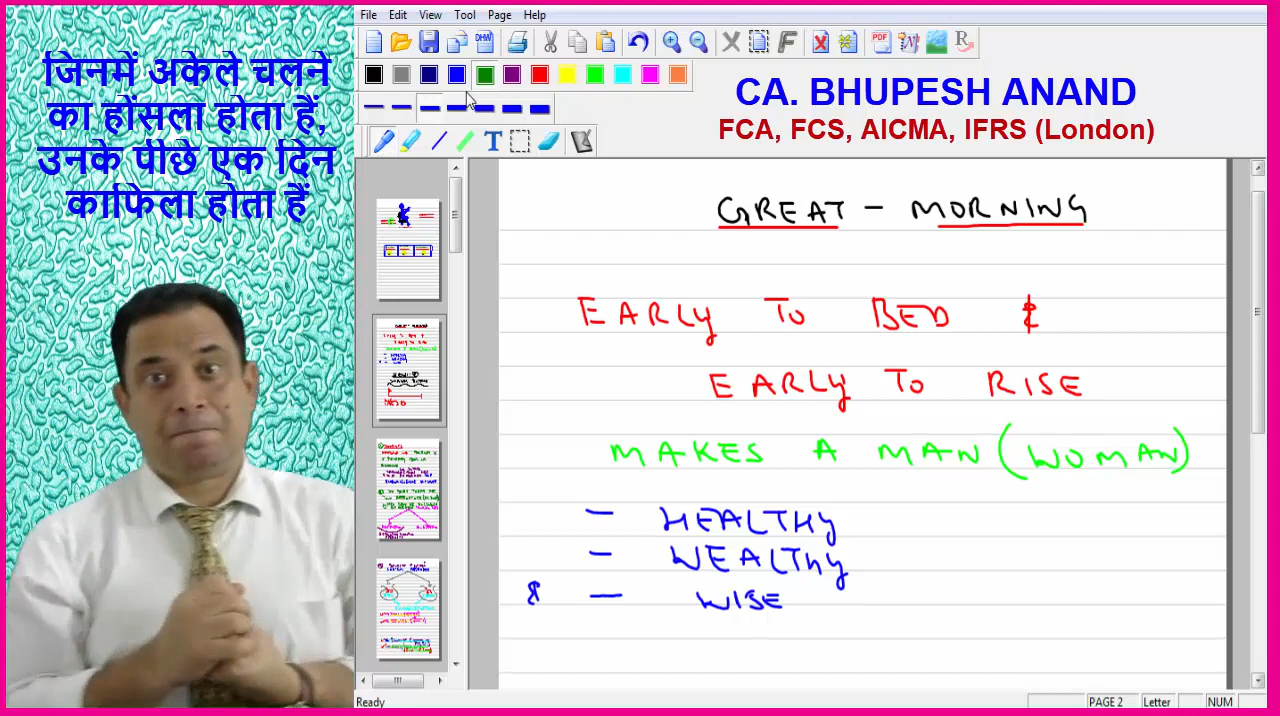 जिनमें अकेले चलने
का होंसला होता हैं,
उनके पीछे एक दिन
काफिला होता हैं
File Edit View Tool Page Help
DHW
PDF
CA. BHUPESH ANAND
FCA, FCS, AICMA, IFRS (London)
GREAT - MORNING
EARLY TO BED &
EARLY TO RISE
MAKES A MAN (WOMAN)
- HEALTHY
- WEALTHY
& - WISE
Ready
PAGE 2 Letter NUM